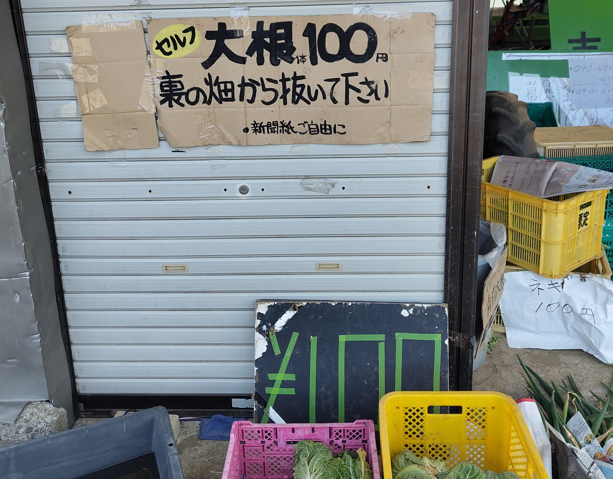 セルフ 大根1本100円
裏の畑から抜いて下さい
•新聞紙ご自由に
¥100
ネギ
100円